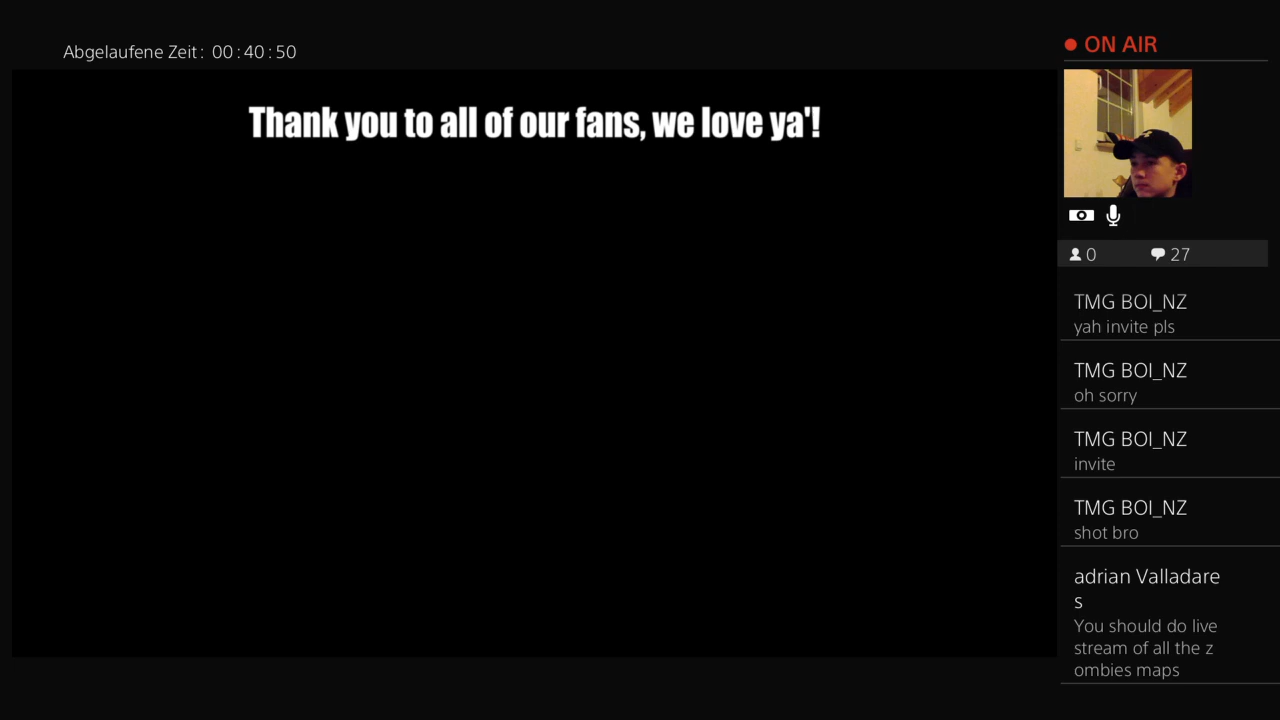 Abgelaufene Zeit: 00:40:50
ON AIR
Thank you to all of our fans, we love ya'!
0 27
TMG BOI_NZ
yah invite pls
TMG BOI_NZ
oh sorry
TMG BOI_NZ
invite
TMG BOI_NZ
shot bro
adrian Valladare
s
You should do live
stream of all the z
ombies maps